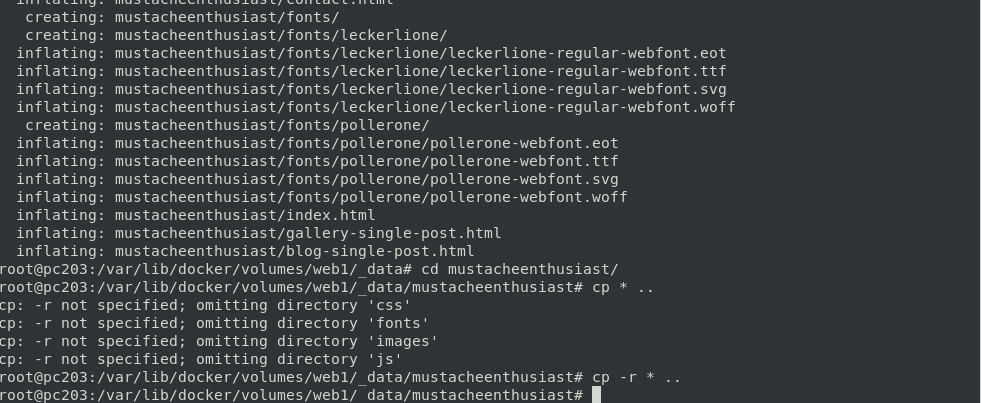 inflating: mustacheenthusiast/contact.html
creating: mustacheenthusiast/fonts/
creating: mustacheenthusiast/fonts/leckerlione/
inflating: mustacheenthusiast/fonts/leckerlione/leckerlione-regular-webfont.eot
inflating: mustacheenthusiast/fonts/leckerlione/leckerlione-regular-webfont.ttf
inflating: mustacheenthusiast/fonts/leckerlione/leckerlione-regular-webfont.svg
inflating: mustacheenthusiast/fonts/leckerlione/leckerlione-regular-webfont.woff
creating: mustacheenthusiast/fonts/pollerone/
inflating: mustacheenthusiast/fonts/pollerone/pollerone-webfont.eot
inflating: mustacheenthusiast/fonts/pollerone/pollerone-webfont.ttf
inflating: mustacheenthusiast/fonts/pollerone/pollerone-webfont.svg
inflating: mustacheenthusiast/fonts/pollerone/pollerone-webfont.woff
inflating: mustacheenthusiast/index.html
inflating: mustacheenthusiast/gallery-single-post.html
inflating: mustacheenthusiast/blog-single-post.html
root@pc203:/var/lib/docker/volumes/web1/_data# cd mustacheenthusiast/
root@pc203:/var/lib/docker/volumes/web1/_data/mustacheenthusiast# cp * ..
cp: -r not specified; omitting directory 'css'
cp: -r not specified; omitting directory 'fonts'
cp: -r not specified; omitting directory 'images'
cp: -r not specified; omitting directory 'js'
root@pc203:/var/lib/docker/volumes/web1/_data/mustacheenthusiast# cp -r * ..
root@pc203:/var/lib/docker/volumes/web1/_data/mustacheenthusiast#